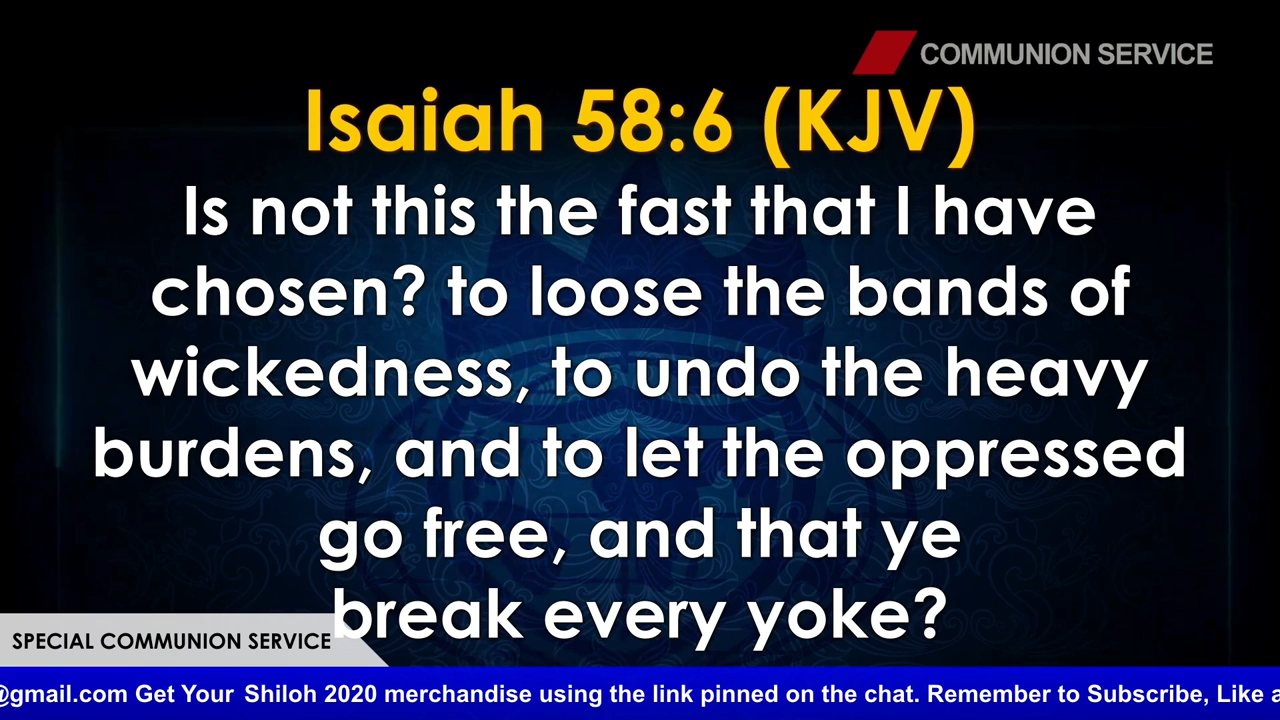 COMMUNION SERVICE
Isaiah 58:6 (KJV)
Is not this the fast that I have
chosen? to loose the bands of
wickedness, to undo the heavy
burdens, and to let the oppressed
go free, and that ye
break every yoke?
SPECIAL COMMUNION SERVICE
@gmail.com Get Your Shiloh 2020 merchandise using the link pinned on the chat. Remember to Subscribe, Like